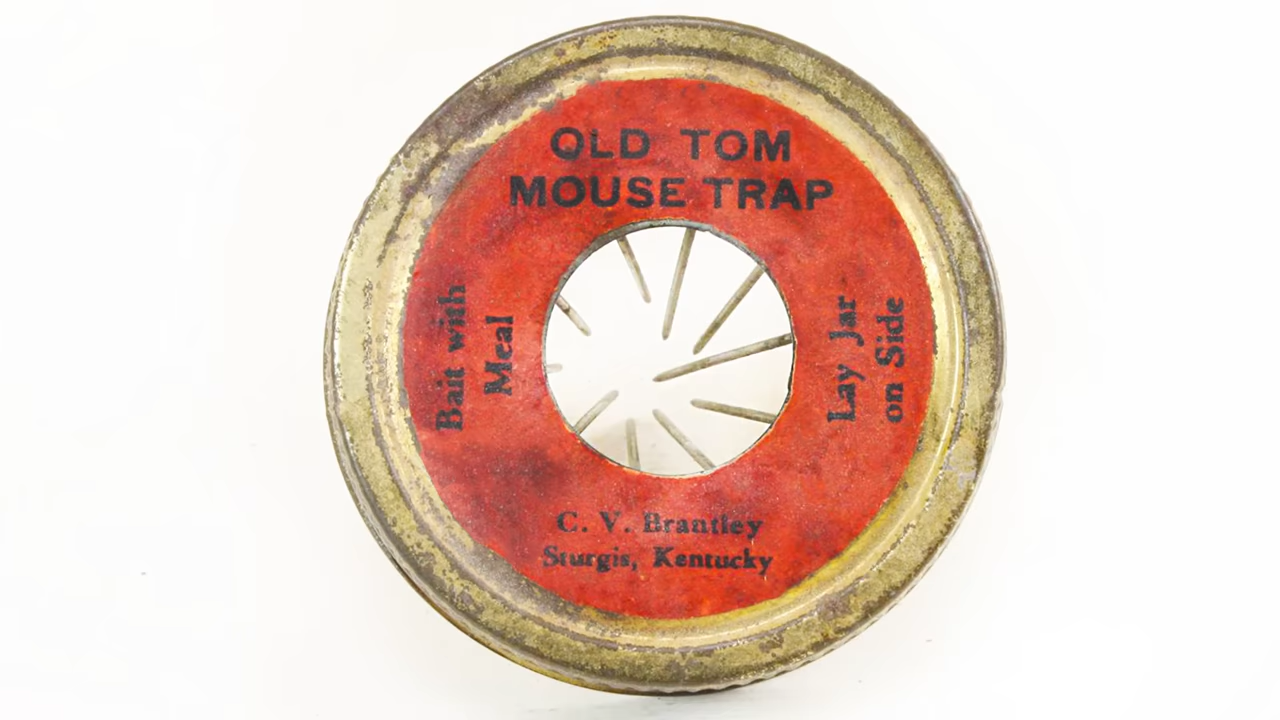 OLD TOM
MOUSE TRAP
Bait with
Meal
Lay Jar
on Side
C. V. Brantley
Sturgis, Kentucky